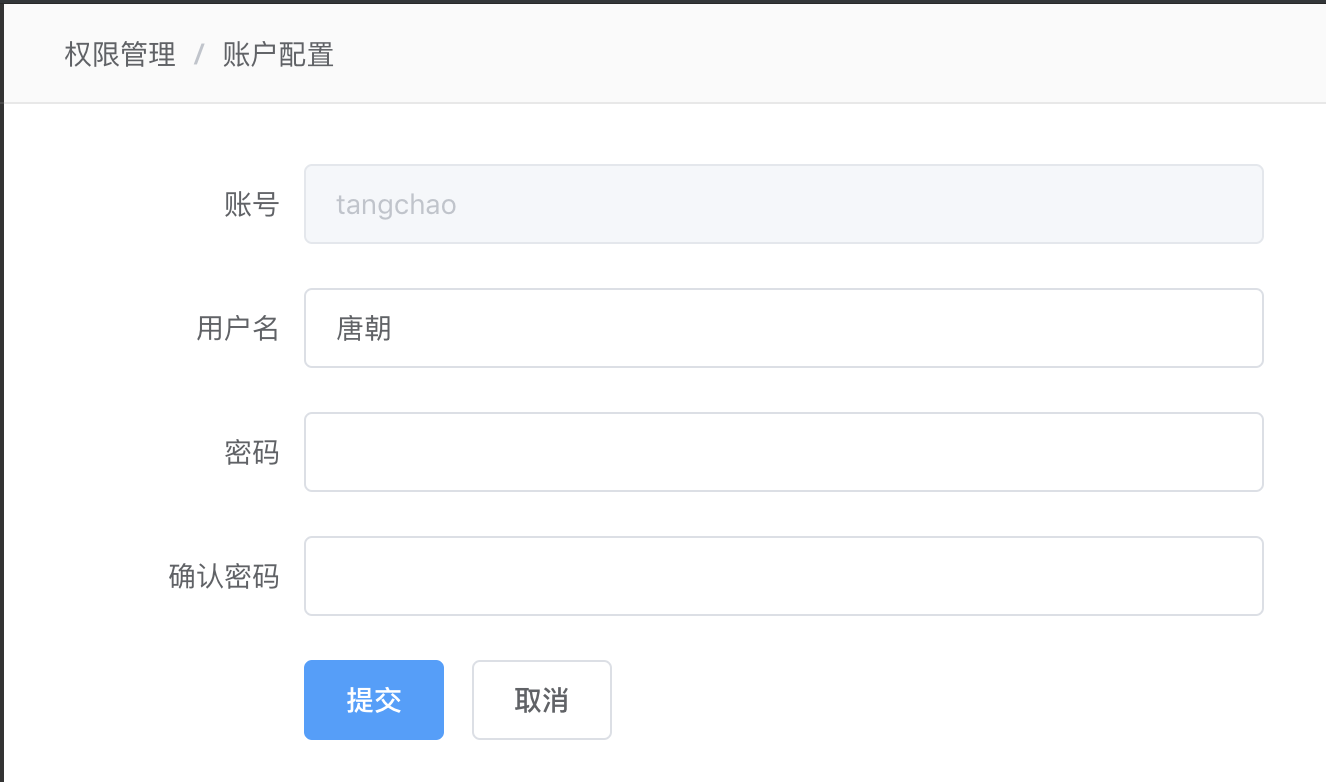 权限管理 / 账户配置
账号 tangchao
用户名 唐朝
密码
确认密码
提交 取消